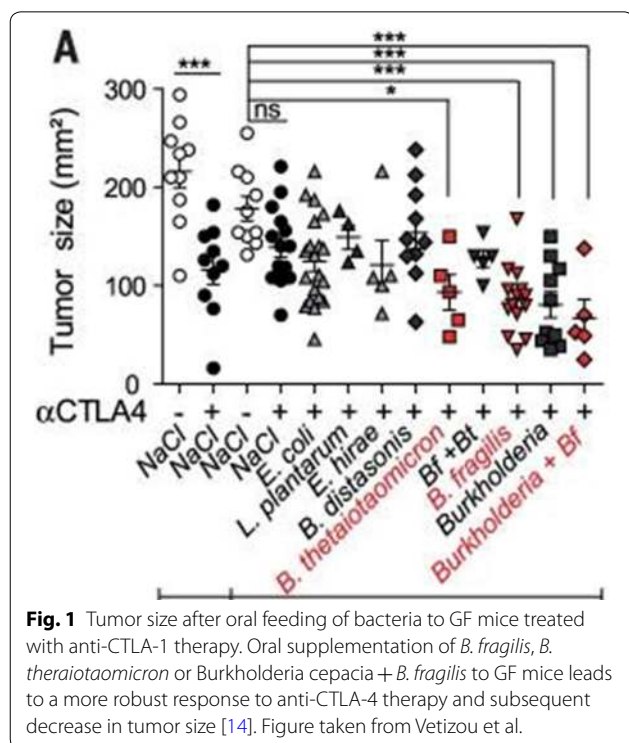 A
***
***
***
***
*
ns
Tumor size (mm²)
300
200
100
0
αCTLA4 - + - + + + + + + + + + +
NaCl
NaCl
NaCl
NaCl
E. coli
L. plantarum
E. hirae
B. distasonis
B. thetaiotaomicron
Bf +Bt
B. fragilis
Burkholderia
Burkholderia + Bf
Fig. 1 Tumor size after oral feeding of bacteria to GF mice treated
with anti-CTLA-1 therapy. Oral supplementation of B. fragilis, B.
theraiotaomicron or Burkholderia cepacia + B. fragilis to GF mice leads
to a more robust response to anti-CTLA-4 therapy and subsequent
decrease in tumor size [14]. Figure taken from Vetizou et al.